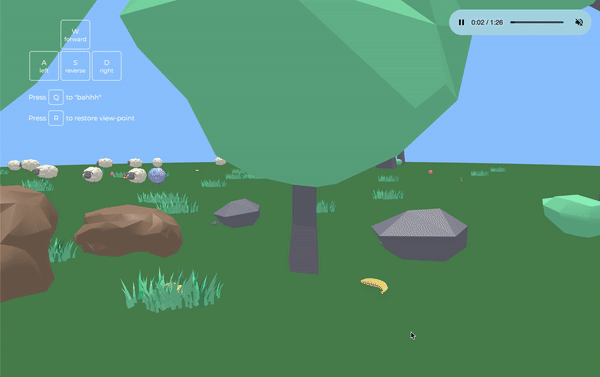 W
forward
A
left
S
reverse
D
right
Press Q to "bahhh"
Press R to restore view-point
0:02 / 1:26